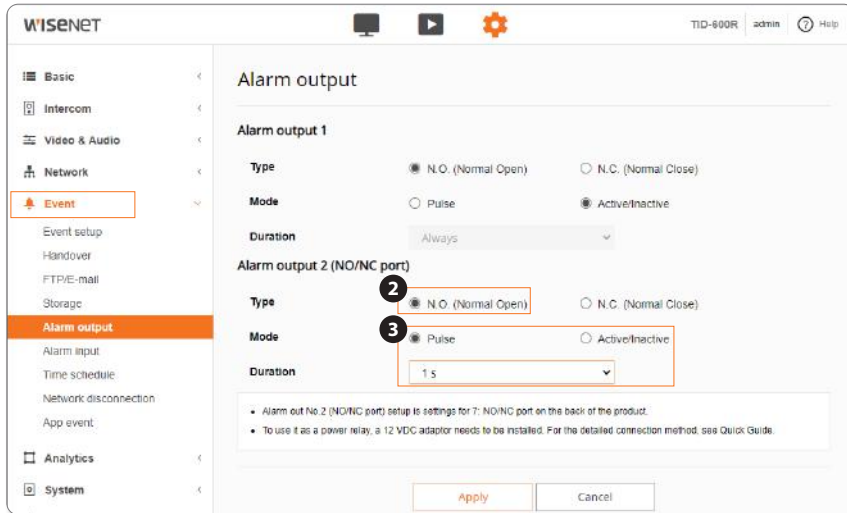 WISENET
TID-600R admin ? Help
Basic
Intercom
Video & Audio
Network
Event
Event setup
Handover
FTP/E-mail
Storage
Alarm output
Alarm input
Time schedule
Network disconnection
App event
Analytics
System
Alarm output
Alarm output 1
Type N.O. (Normal Open) N.C. (Normal Close)
Mode Pulse Active/Inactive
Duration Always
Alarm output 2 (NO/NC port)
2
Type N.O. (Normal Open) N.C. (Normal Close)
3
Mode Pulse Active/Inactive
Duration 1 s
• Alarm out No.2 (NO/NC port) setup is settings for 7: NO/NC port on the back of the product.
• To use it as a power relay, a 12 VDC adaptor needs to be installed. For the detailed connection method, see Quick Guide.
Apply Cancel